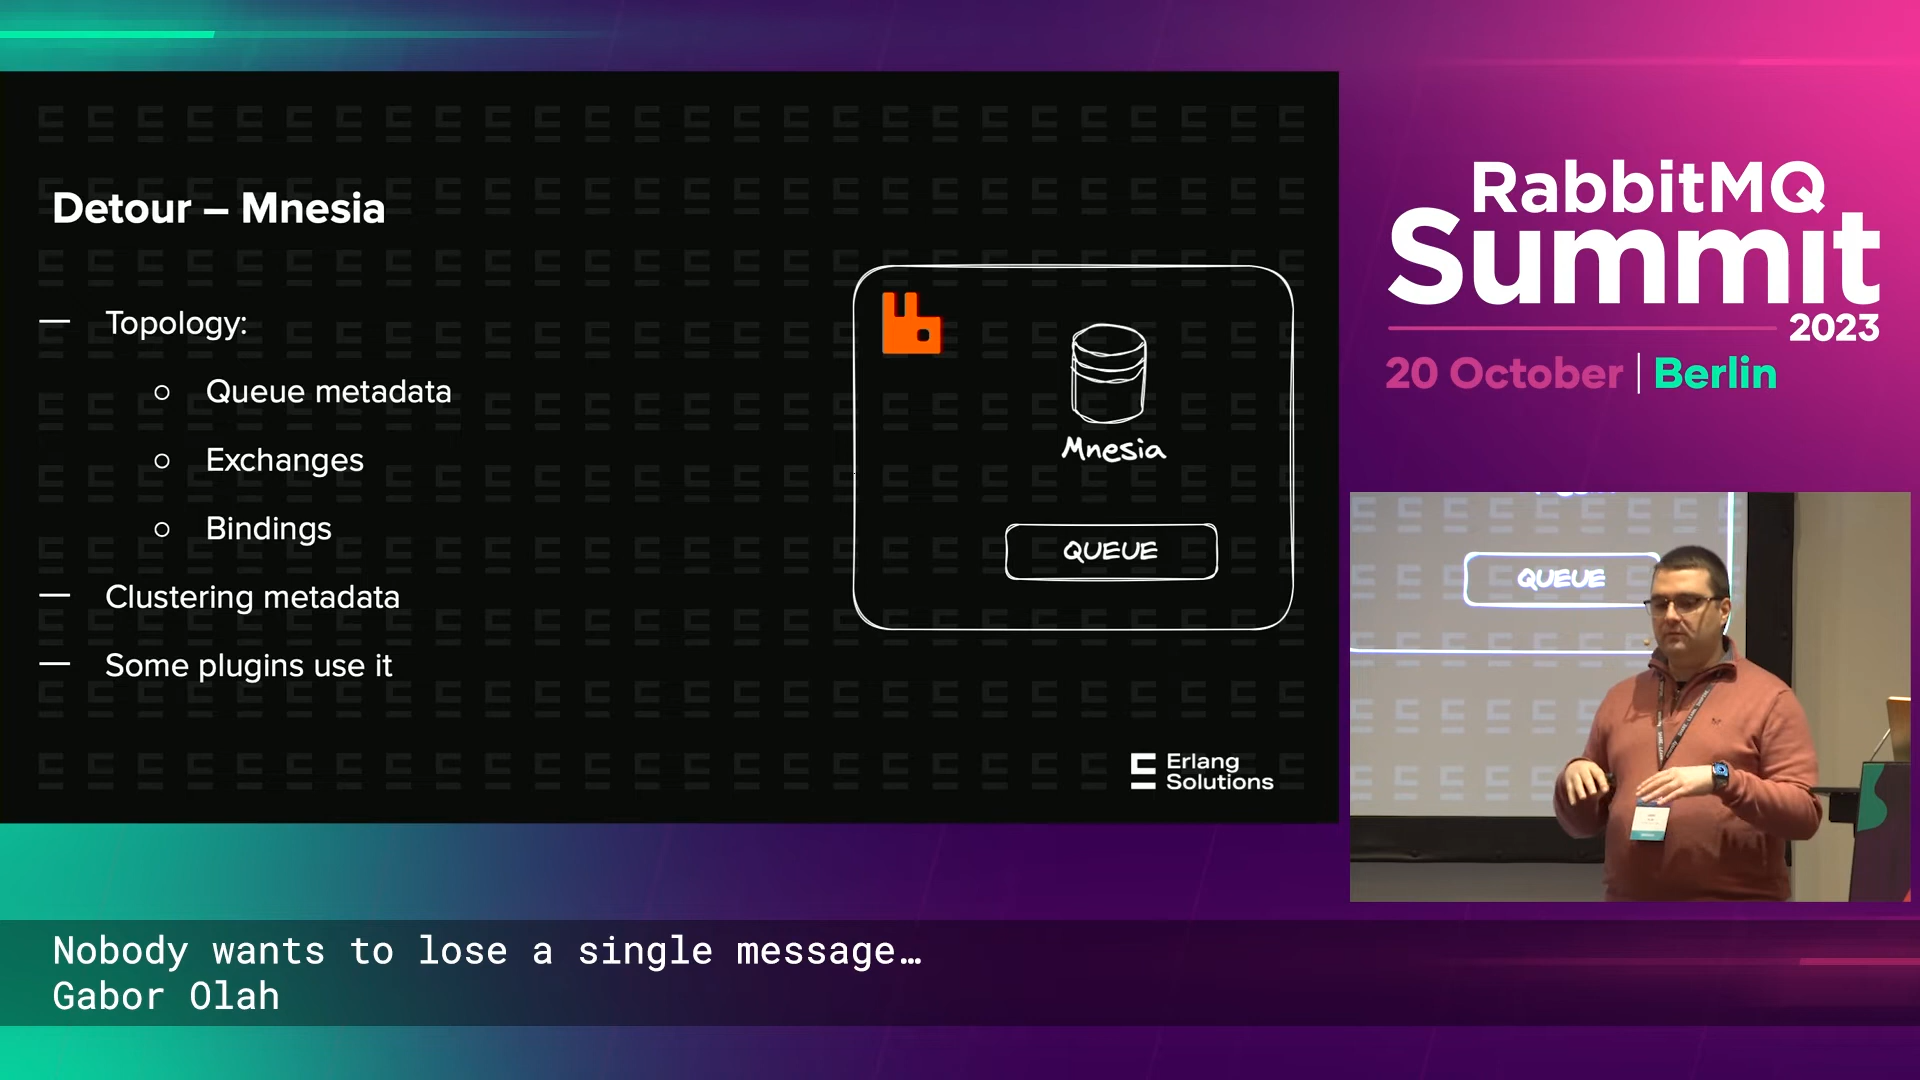 Detour – Mnesia
— Topology:
○ Queue metadata
○ Exchanges
○ Bindings
— Clustering metadata
— Some plugins use it
Mnesia
QUEUE
Erlang
Solutions
RabbitMQ
Summit
2023
20 October | Berlin
QUEUE
Nobody wants to lose a single message…
Gabor Olah